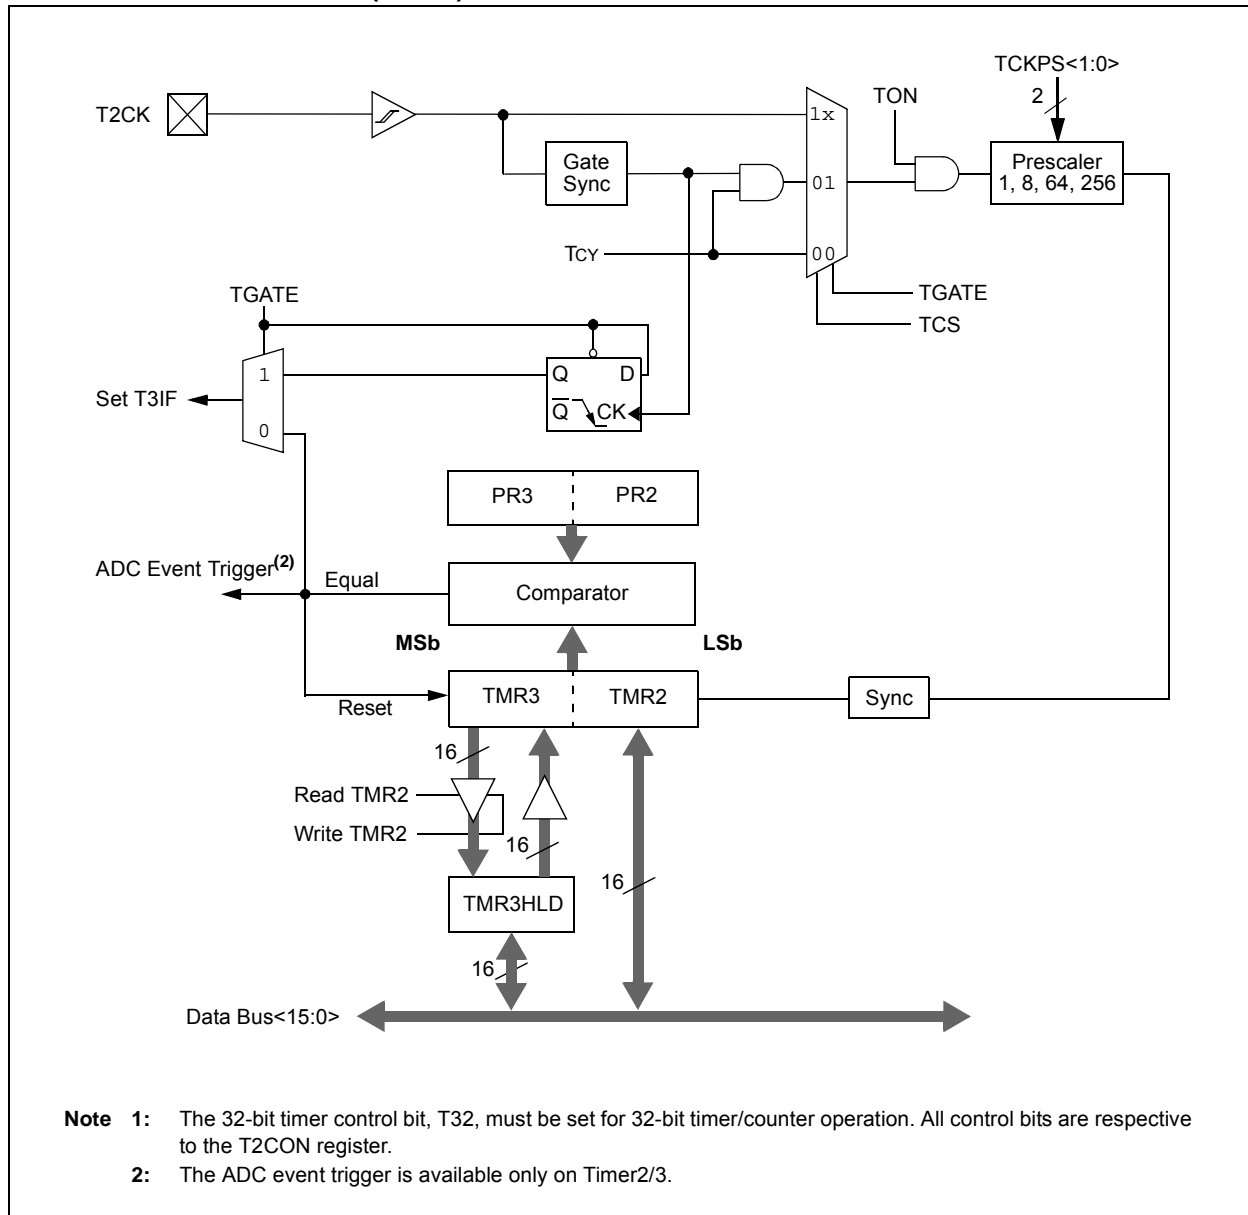 TCKPS<1:0>
TON
2
T2CK
1x
Gate
Sync
Prescaler
1, 8, 64, 256
01
TCY
00
TGATE
TGATE
TCS
1
Q
D
Set T3IF
Q
CK
0
PR3
PR2
ADC Event Trigger(2)
Equal
Comparator
MSb
LSb
TMR3
TMR2
Sync
Reset
16
Read TMR2
Write TMR2
16
16
TMR3HLD
16
Data Bus<15:0>
Note 1: The 32-bit timer control bit, T32, must be set for 32-bit timer/counter operation. All control bits are respective
to the T2CON register.
2: The ADC event trigger is available only on Timer2/3.